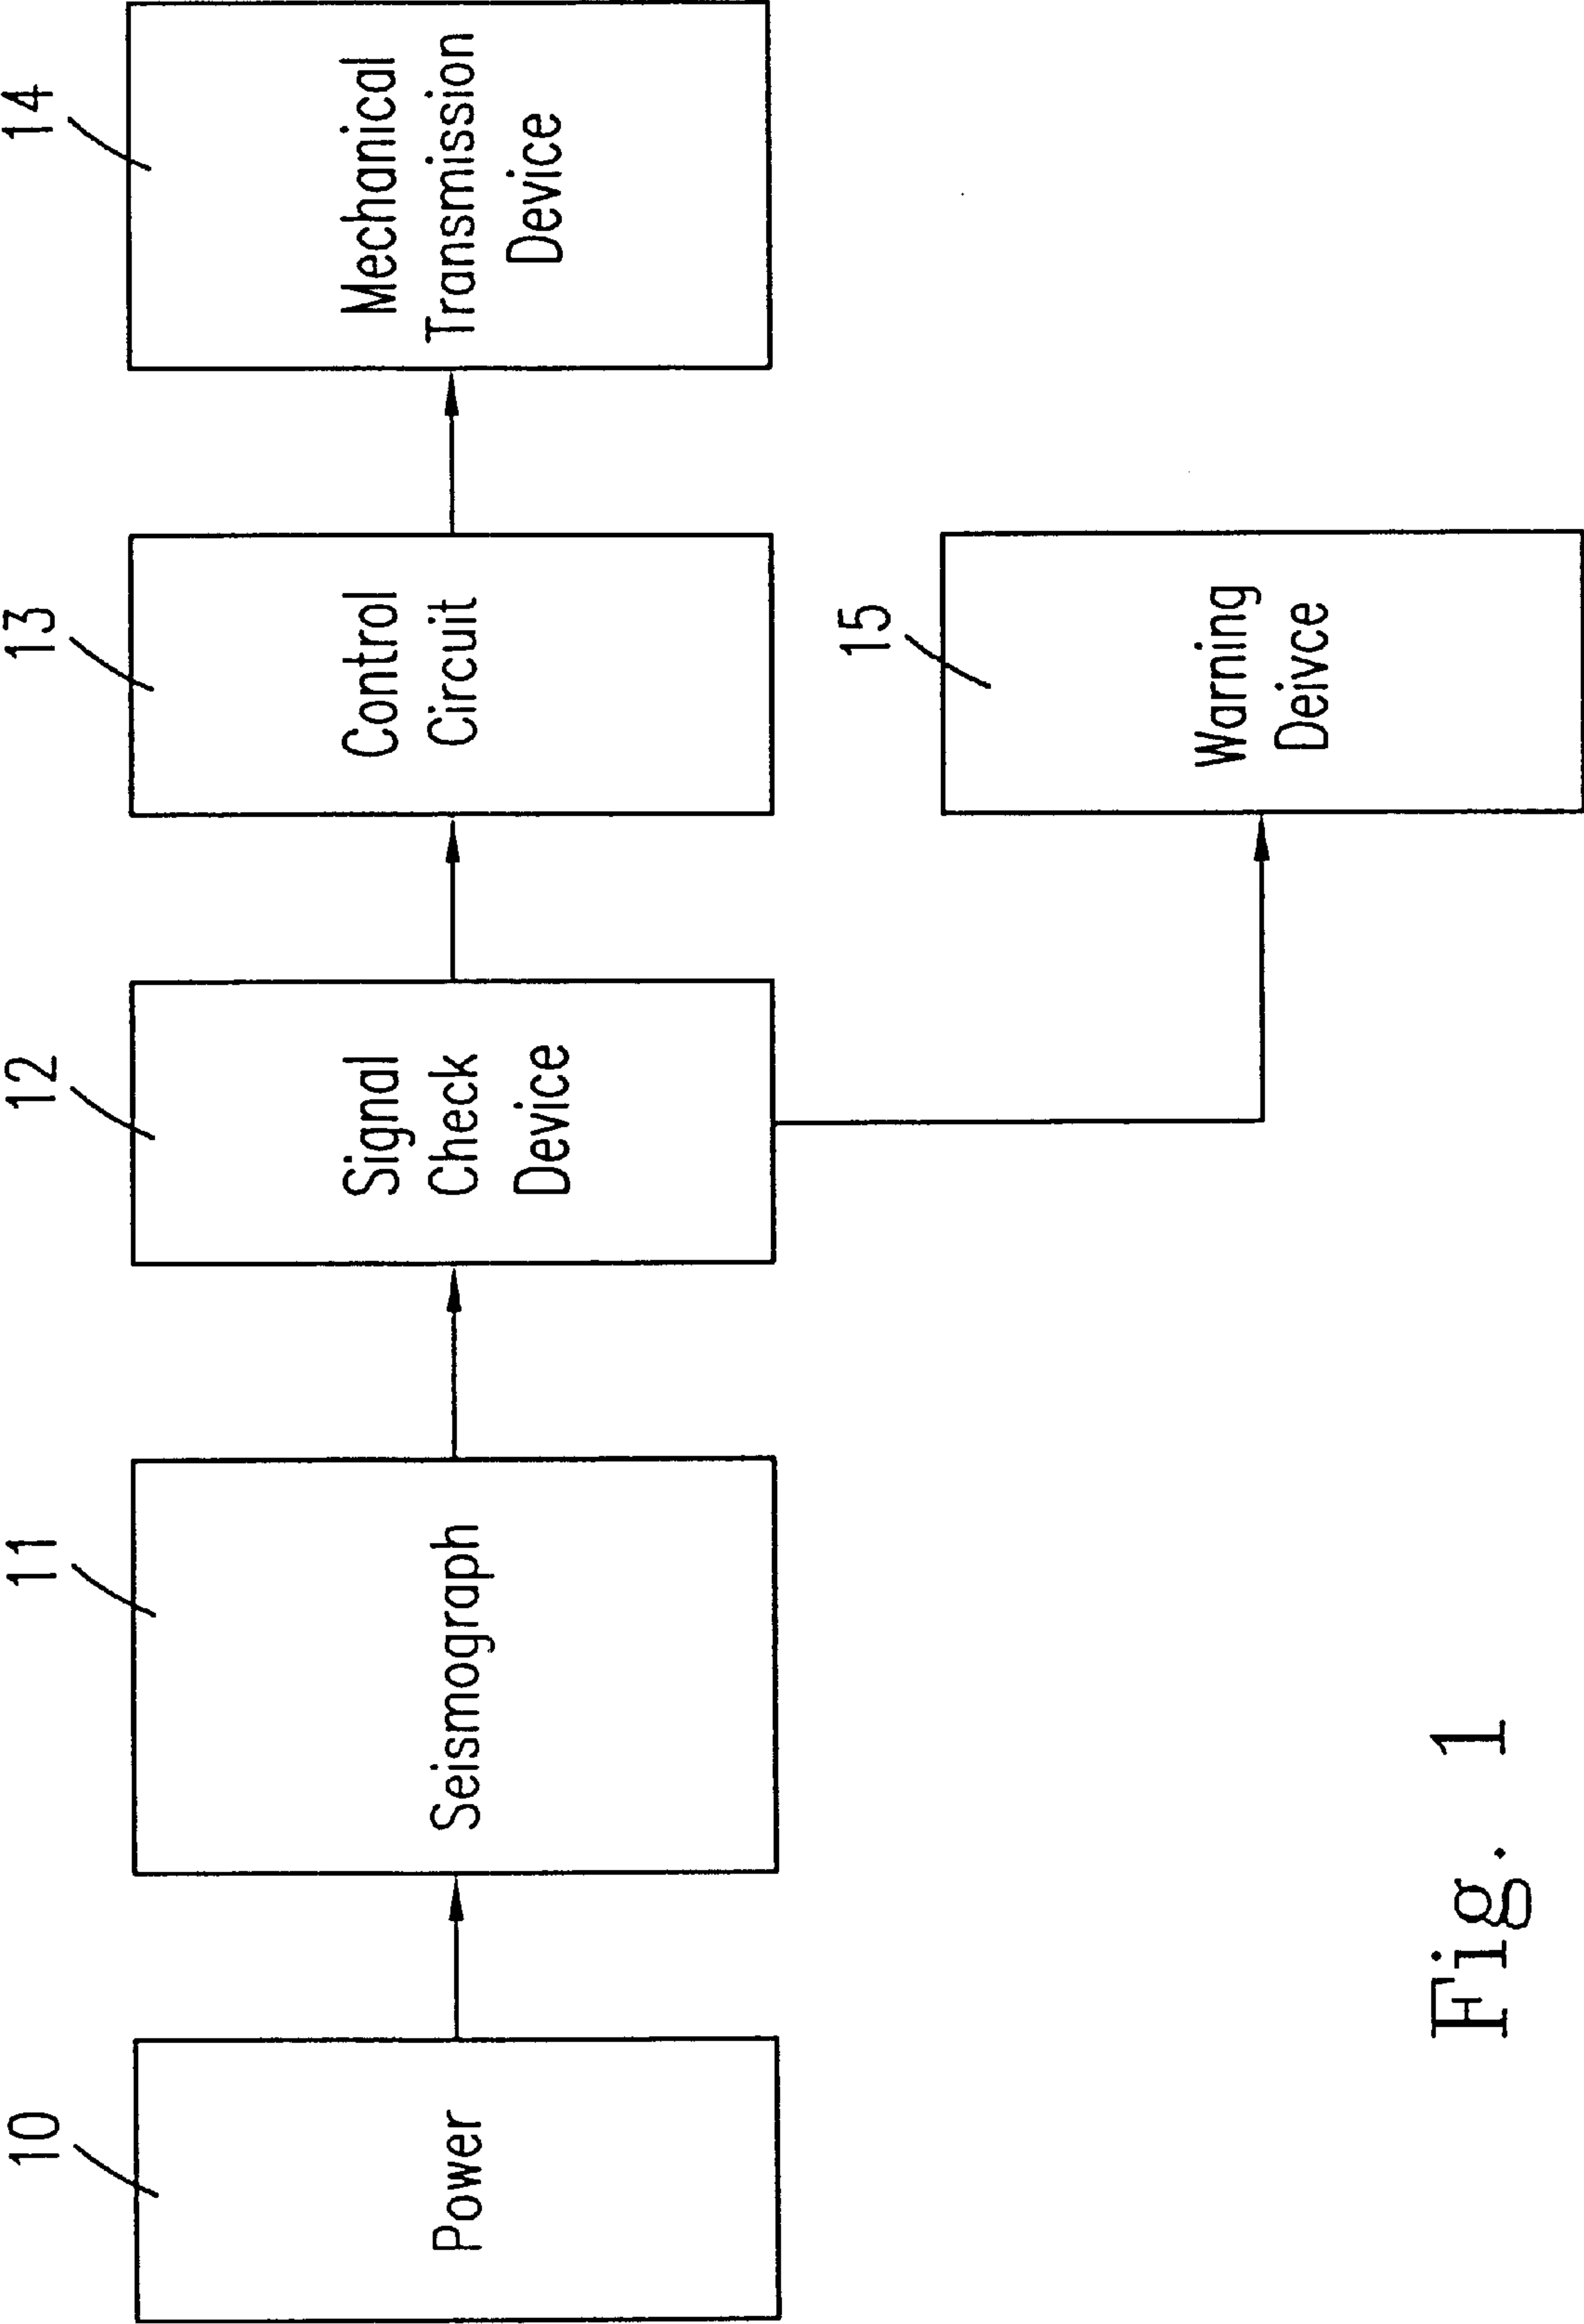 10
Power
11
Seismograph
12
Signal
Check
Device
13
Control
Circuit
14
Mechanical
Transmission
Device
15
Warning
Deivce
Fig. 1